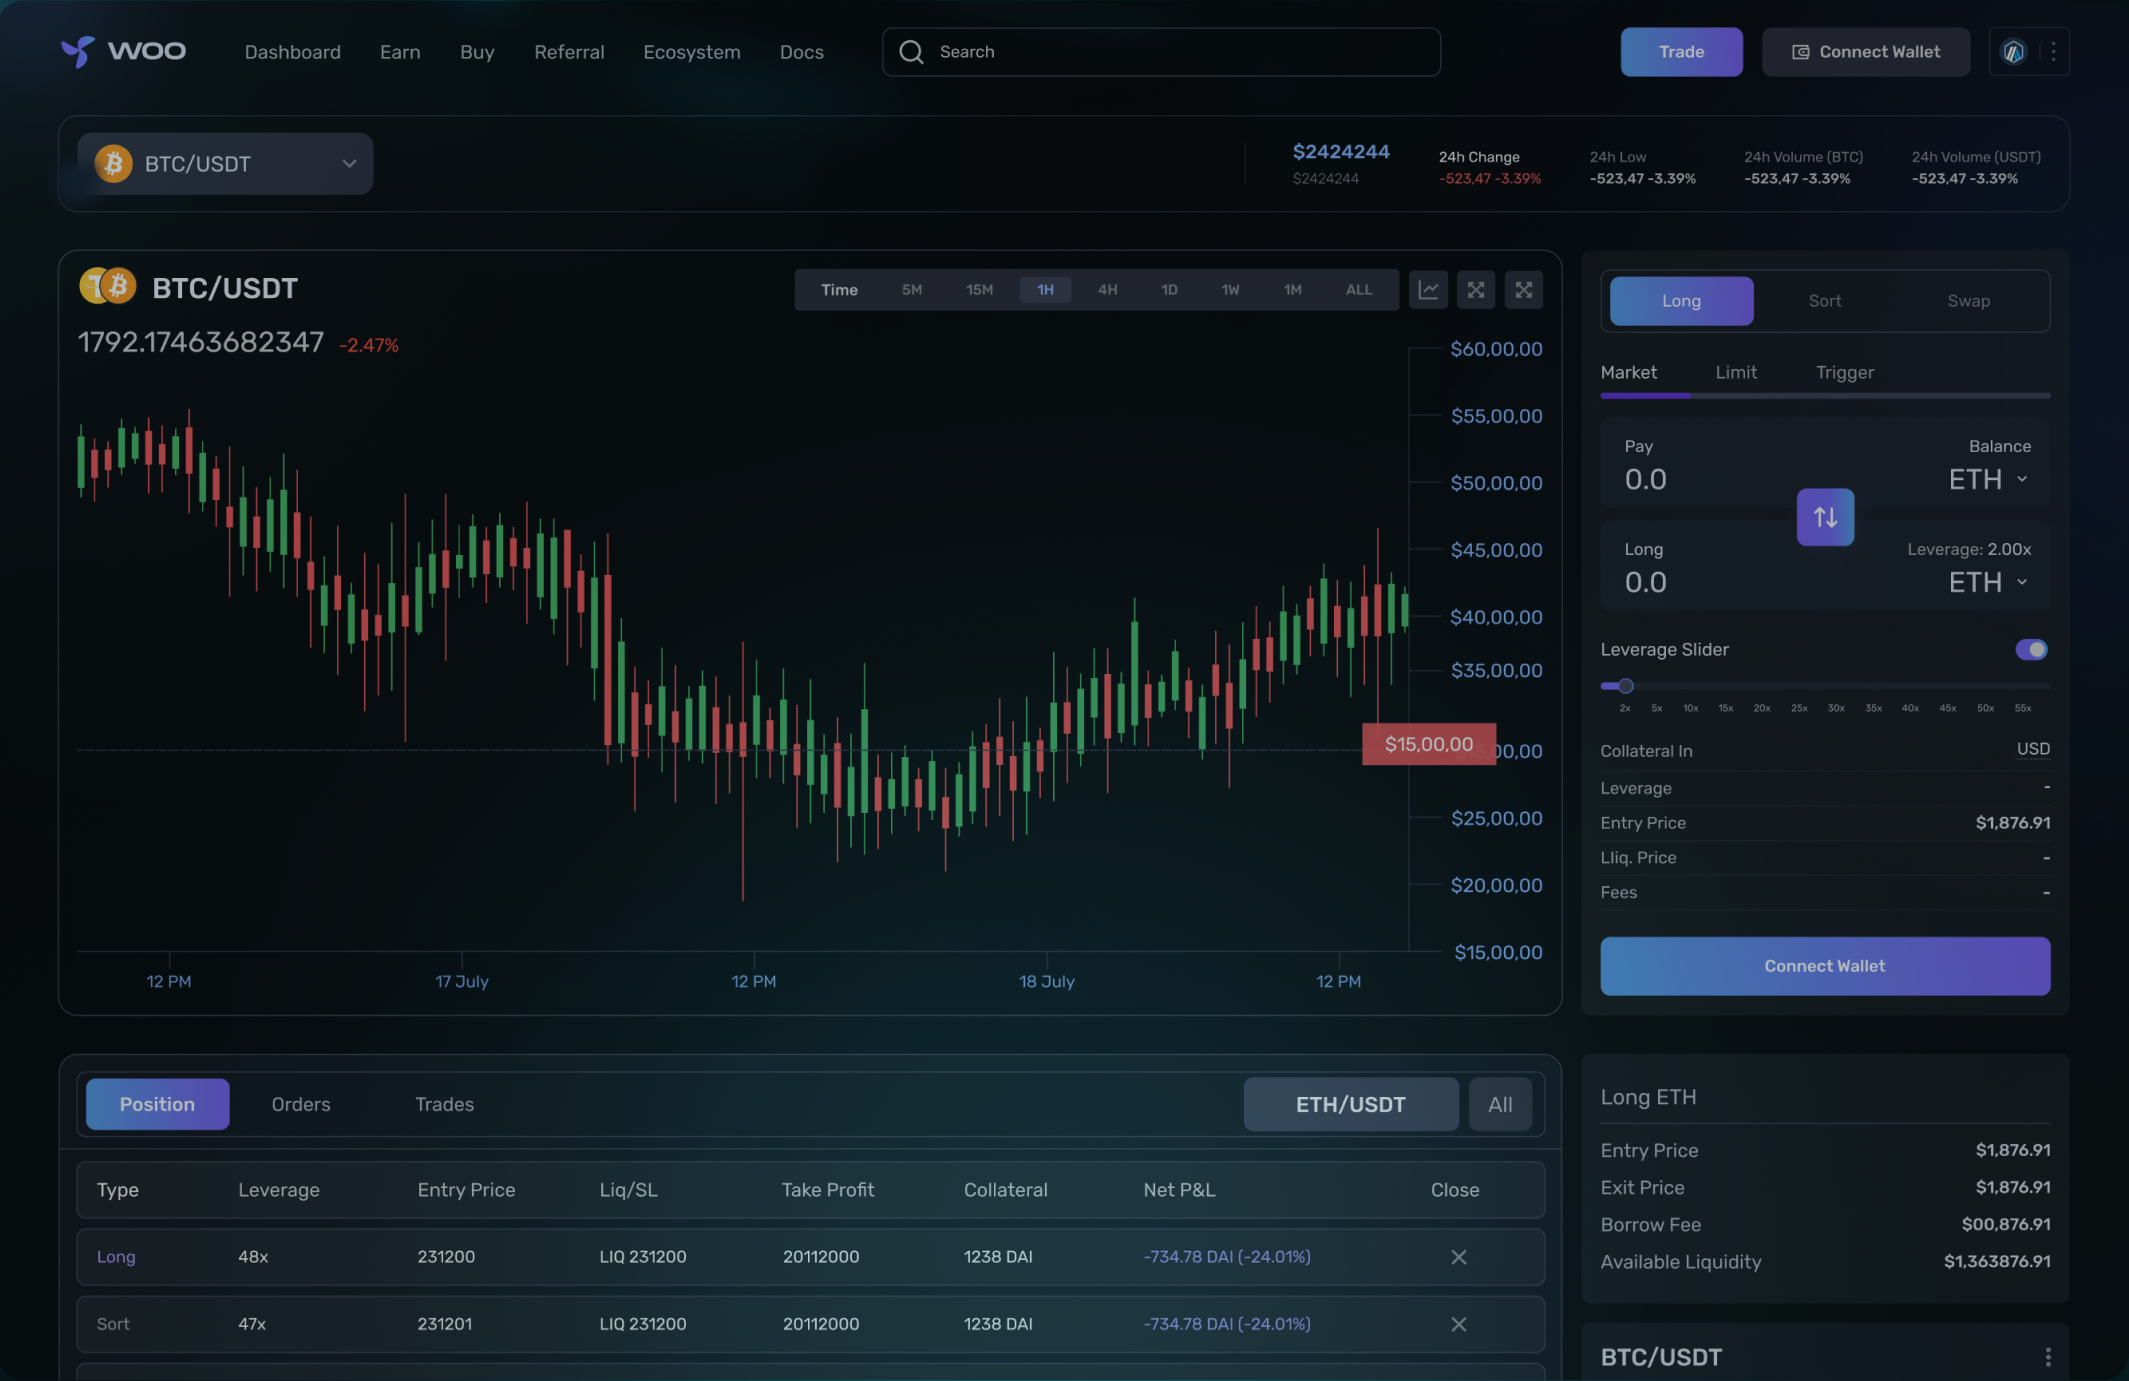 WOO
Dashboard
Earn
Buy
Referral
Ecosystem
Docs
Search
Trade
Connect Wallet
BTC/USDT
$2424244
$2424244
24h Change
-523,47 -3.39%
24h Low
-523,47 -3.39%
24h Volume (BTC)
-523,47 -3.39%
24h Volume (USDT)
-523,47 -3.39%
BTC/USDT
1792.17463682347 -2.47%
Time 5M 15M 1H 4H 1D 1W 1M ALL
$60,00,00
$55,00,00
$50,00,00
$45,00,00
$40,00,00
$35,00,00
$15,00,00
$25,00,00
$20,00,00
$15,00,00
12 PM 17 July 12 PM 18 July 12 PM
Long Sort Swap
Market Limit Trigger
Pay Balance
0.0 ETH
Long Leverage: 2.00x
0.0 ETH
Leverage Slider
2x 5x 10x 15x 20x 25x 30x 35x 40x 45x 50x 55x
Collateral In USD
Leverage -
Entry Price $1,876.91
Lliq. Price -
Fees -
Connect Wallet
Position Orders Trades ETH/USDT All
Type Leverage Entry Price Liq/SL Take Profit Collateral Net P&L Close
Long 48x 231200 LIQ 231200 20112000 1238 DAI -734.78 DAI (-24.01%)
Sort 47x 231201 LIQ 231200 20112000 1238 DAI -734.78 DAI (-24.01%)
Long ETH
Entry Price $1,876.91
Exit Price $1,876.91
Borrow Fee $00,876.91
Available Liquidity $1,363876.91
BTC/USDT